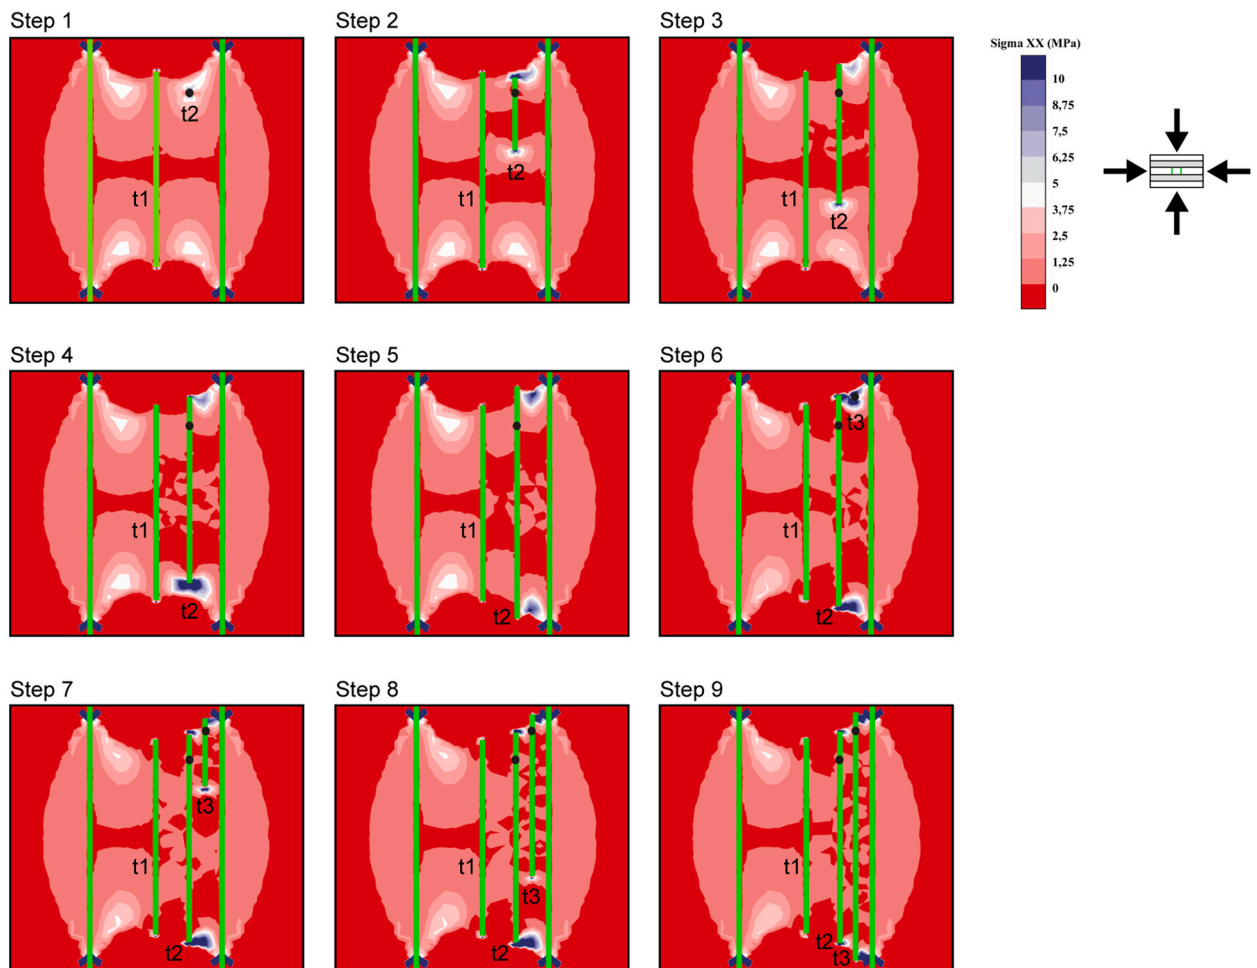 Step 1
Step 2
Step 3
t2
t1
t1
t2
t1
t2
Sigma XX (MPa)
10
8,75
7,5
6,25
5
3,75
2,5
1,25
0
Step 4
Step 5
Step 6
t1
t2
t1
t2
t3
t1
t2
Step 7
Step 8
Step 9
t3
t1
t2
t1
t3
t2
t1
t2
t3